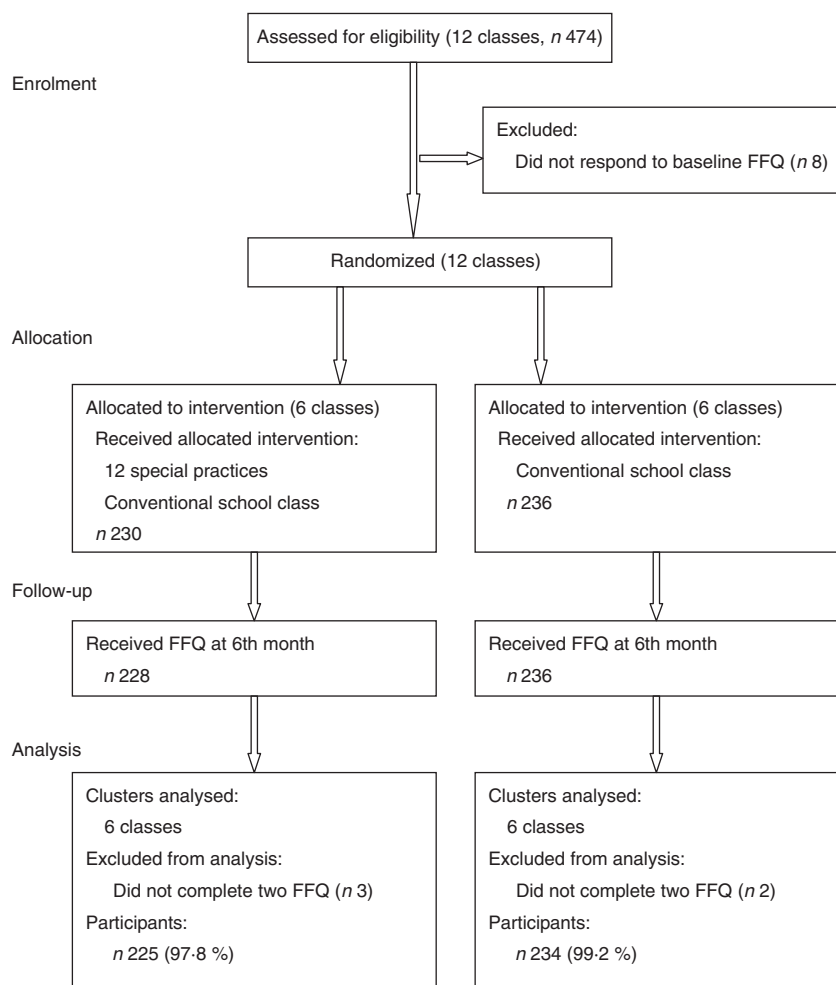 Assessed for eligibility (12 classes, n 474)
Enrolment
Excluded:
Did not respond to baseline FFQ (n 8)
Randomized (12 classes)
Allocation
Allocated to intervention (6 classes)
Received allocated intervention:
12 special practices
Conventional school class
n 230
Allocated to intervention (6 classes)
Received allocated intervention:
Conventional school class
n 236
Follow-up
Received FFQ at 6th month
n 228
Received FFQ at 6th month
n 236
Analysis
Clusters analysed:
6 classes
Excluded from analysis:
Did not complete two FFQ (n 3)
Participants:
n 225 (97·8 %)
Clusters analysed:
6 classes
Excluded from analysis:
Did not complete two FFQ (n 2)
Participants:
n 234 (99·2 %)